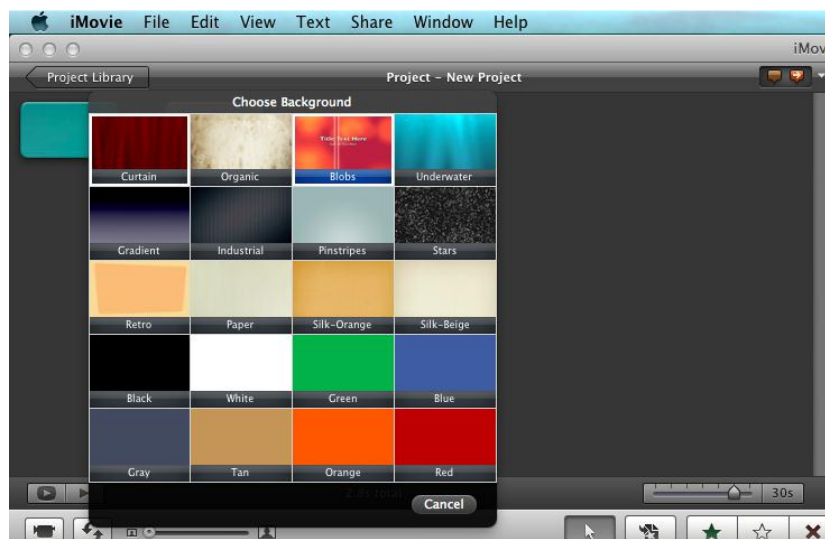 iMovie File Edit View Text Share Window Help
iMov
Project Library
Project – New Project
Choose Background
Title Text Here
Curtain Organic Blobs Underwater
Gradient Industrial Pinstripes Stars
Retro Paper Silk-Orange Silk-Beige
Black White Green Blue
Gray Tan Orange Red
total
30s
Cancel